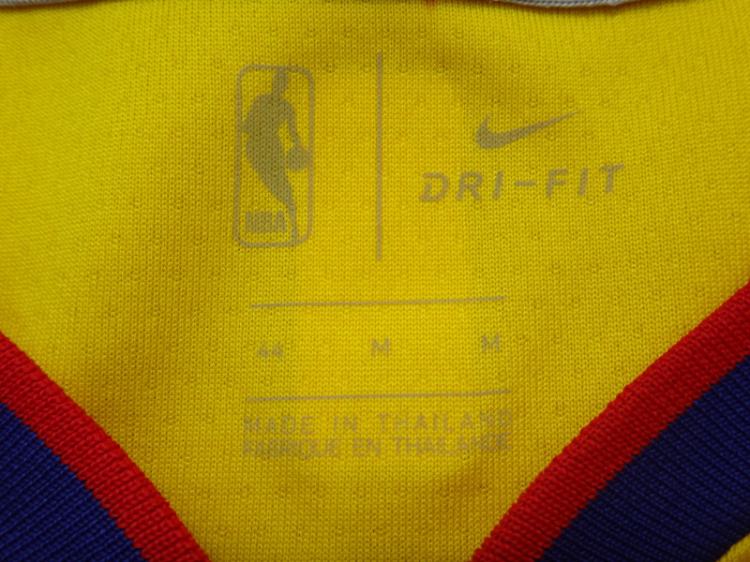 NBA
DRI-FIT
44 M M
MADE IN THAILAND
FABRIQUE EN THAILANDE